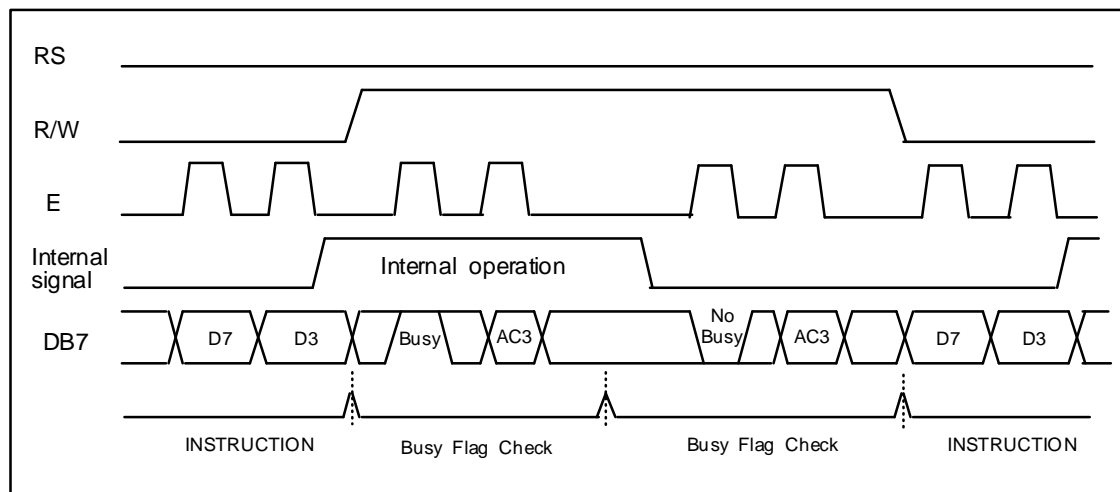 RS
R/W
E
Internal
signal
Internal operation
DB7
D7
D3
Busy
AC3
No
Busy
AC3
D7
D3
INSTRUCTION
Busy Flag Check
Busy Flag Check
INSTRUCTION